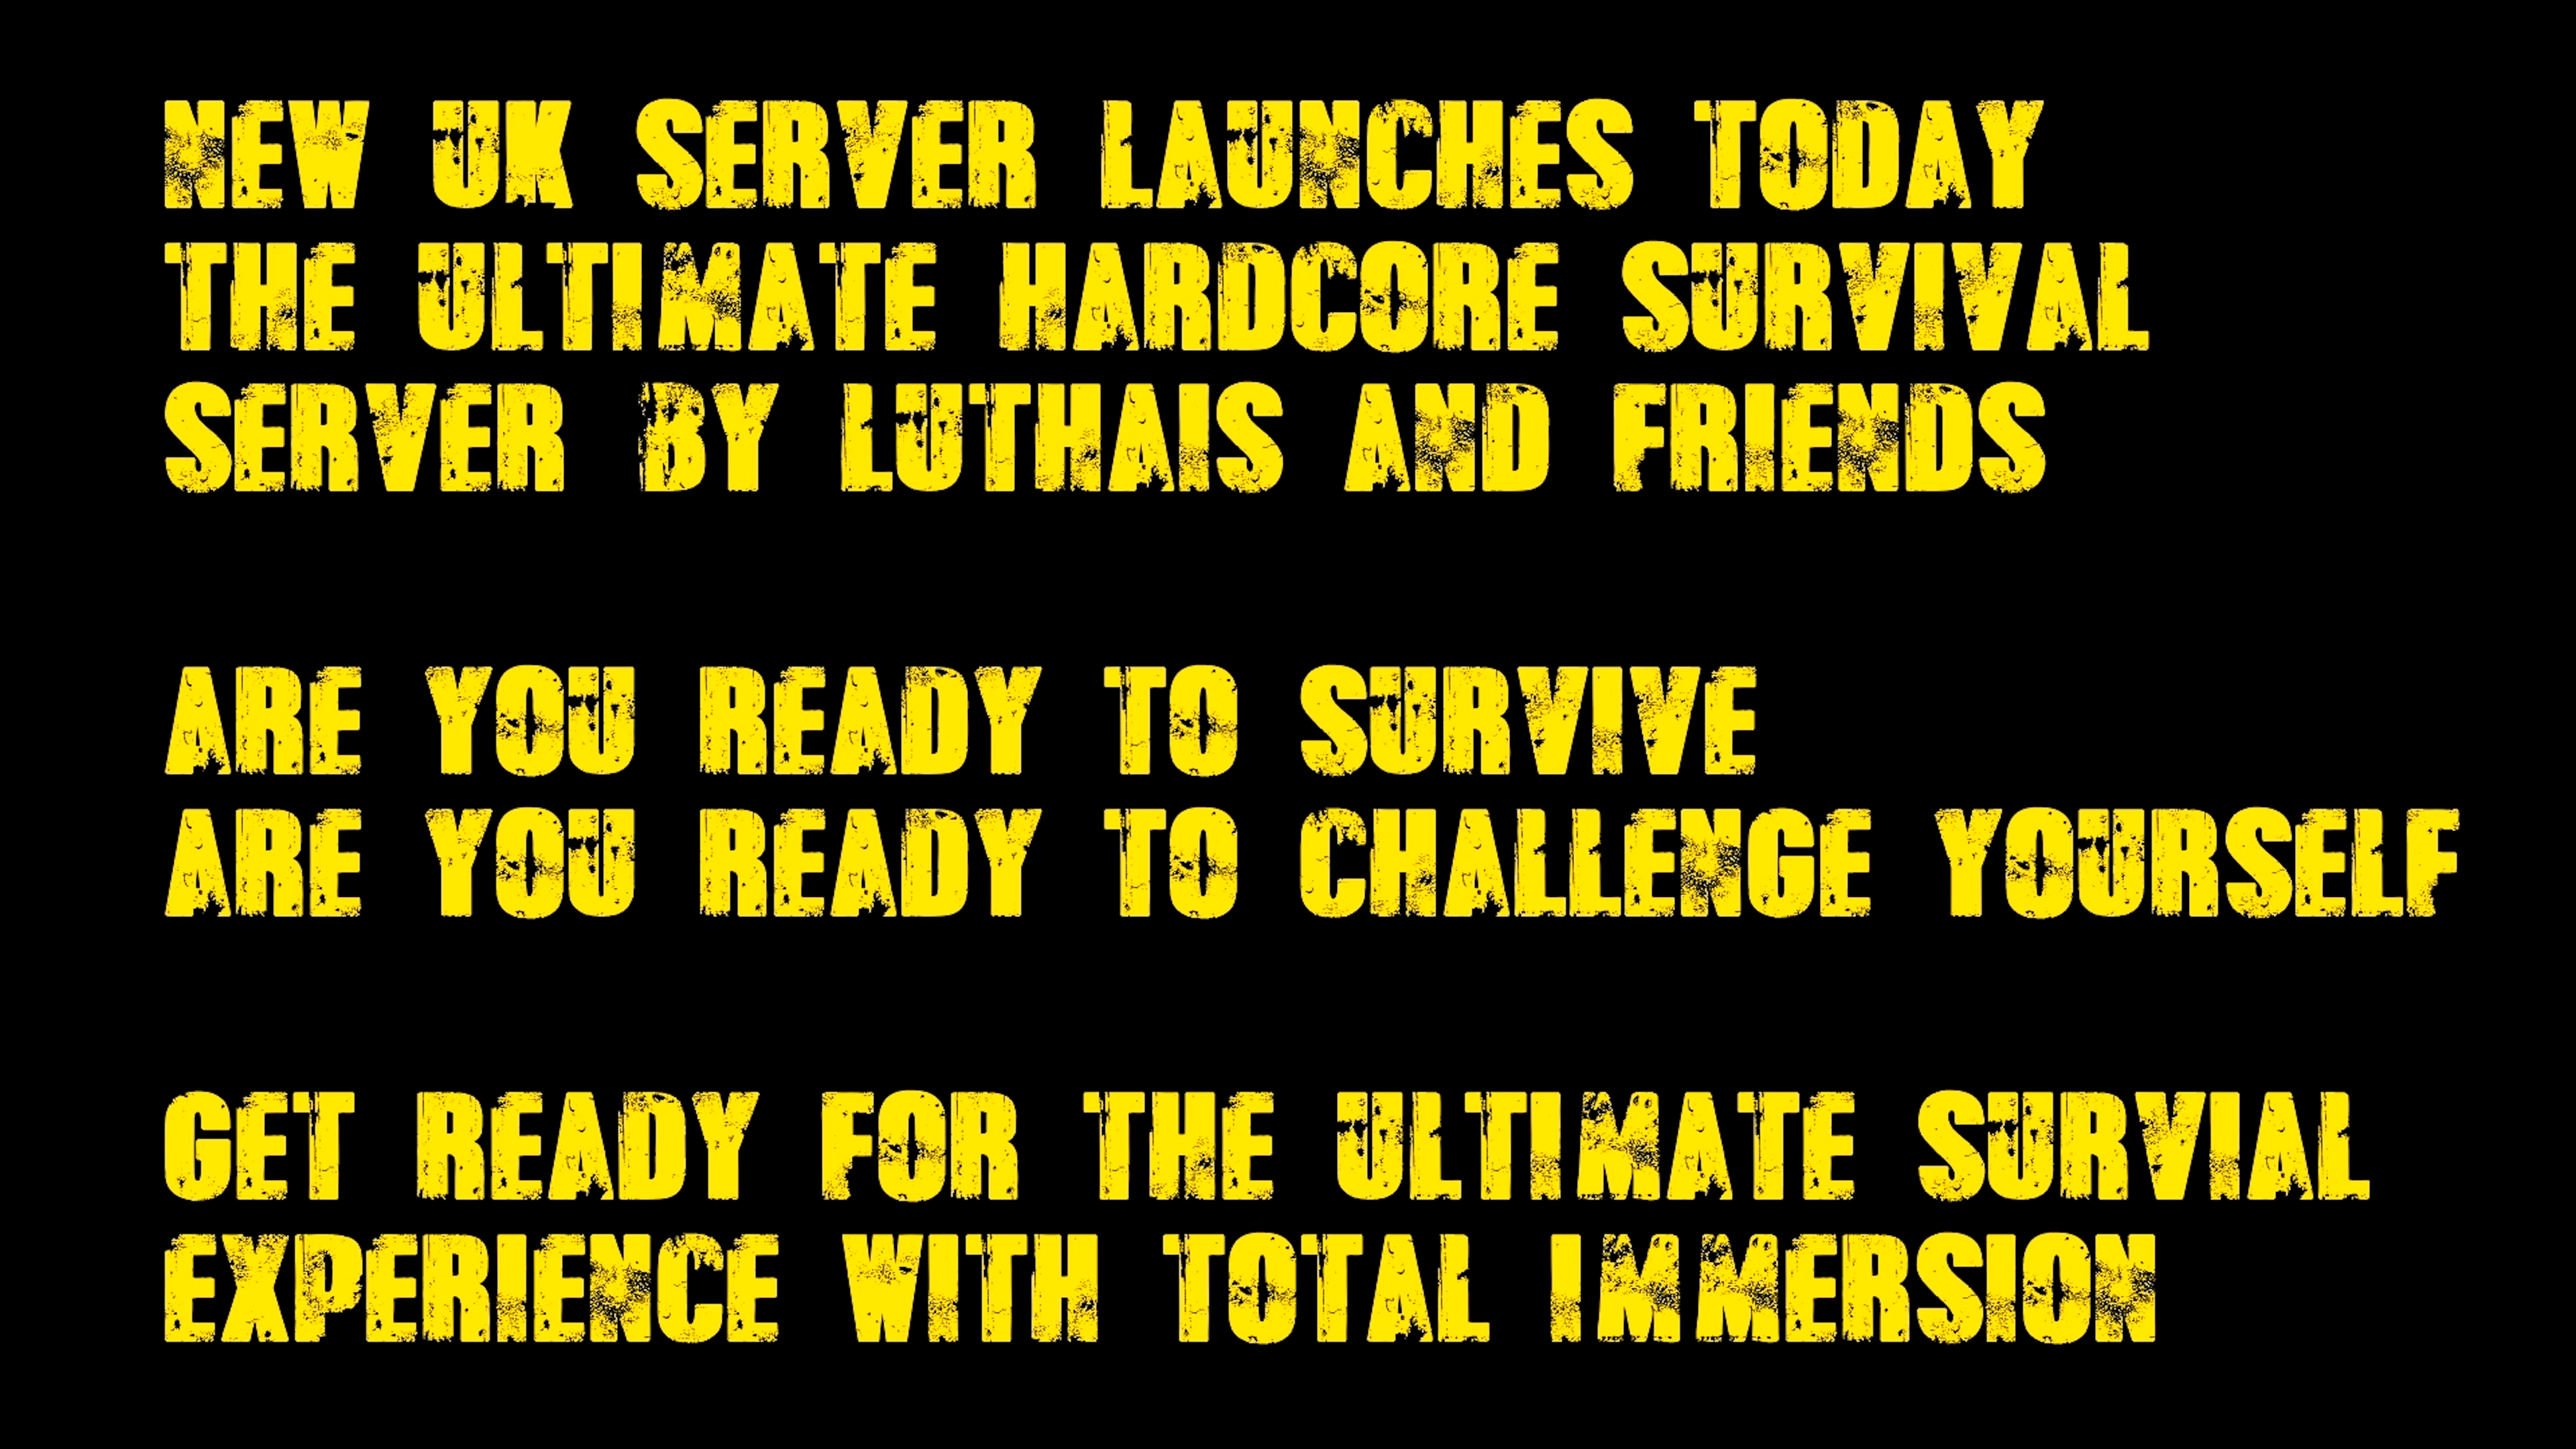 NEW UK SERVER LAUNCHES TODAY
THE ULTIMATE HARDCORE SURVIVAL
SERVER BY LUTHAIS AND FRIENDS
ARE YOU READY TO SURVIVE
ARE YOU READY TO CHALLENGE YOURSELF
GET READY FOR THE ULTIMATE SURVIAL
EXPERIENCE WITH TOTAL IMMERSION